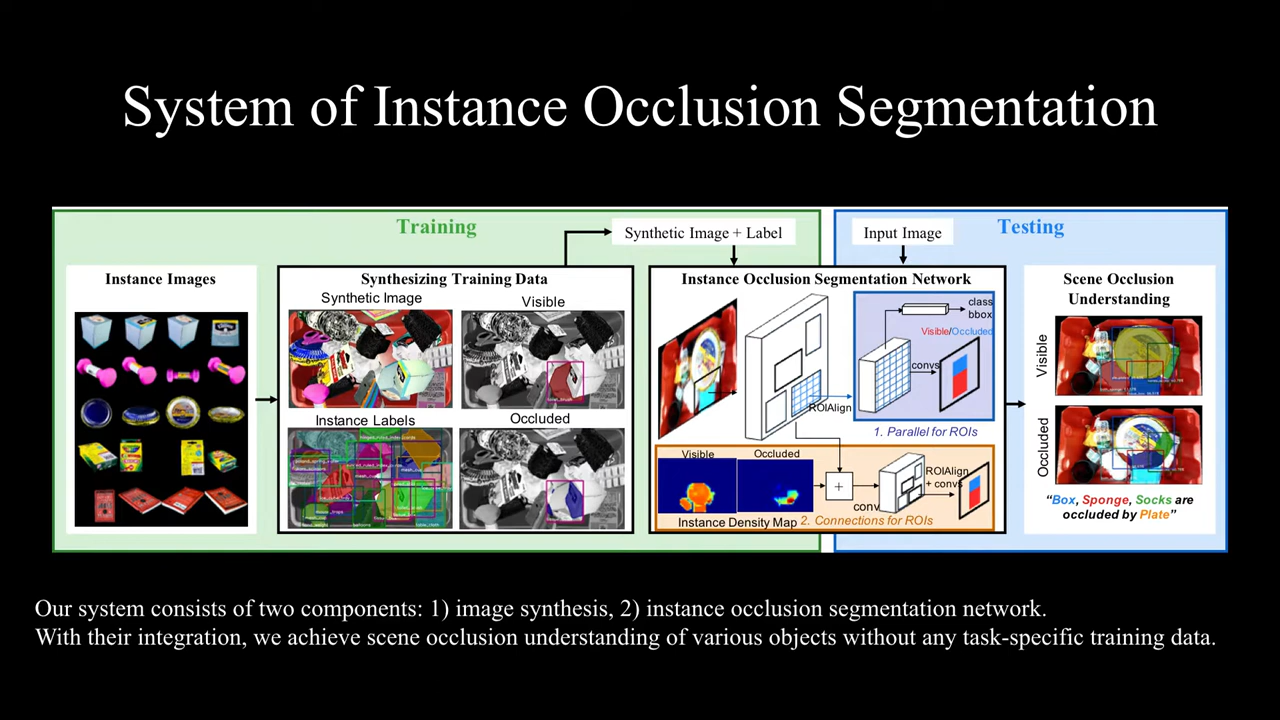 System of Instance Occlusion Segmentation
Training
Synthetic Image + Label
Input Image
Testing
Instance Images
Synthesizing Training Data
Synthetic Image
Visible
Instance Labels
Occluded
Instance Occlusion Segmentation Network
class
bbox
Visible/Occluded
convs
ROIAlign
1. Parallel for ROIs
Visible
Occluded
+
ROIAlign
+ convs
conv
Instance Density Map
2. Connections for ROIs
Scene Occlusion
Understanding
Visible
Occluded
“Box, Sponge, Socks are
occluded by Plate”
Our system consists of two components: 1) image synthesis, 2) instance occlusion segmentation network.
With their integration, we achieve scene occlusion understanding of various objects without any task-specific training data.